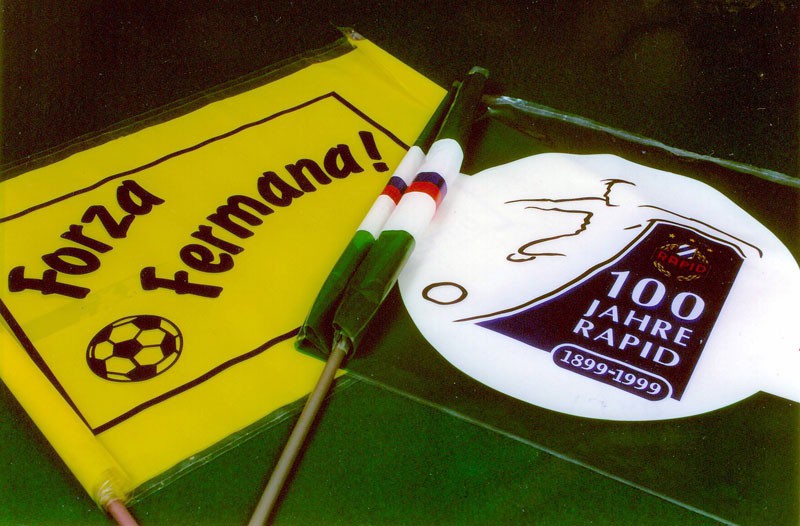 Forza
Fermana!
RAPID
100
JAHRE
RAPID
1899-1999